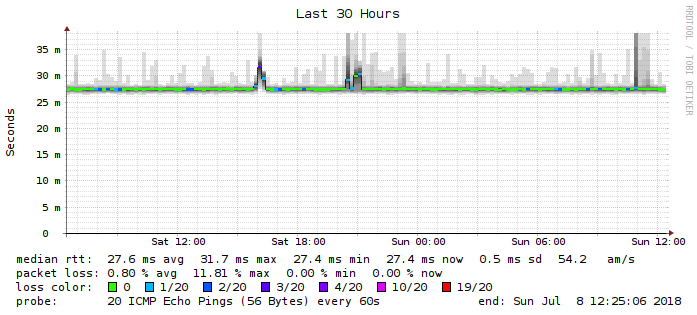 Last 30 Hours
RRDTOOL / TOBI OETIKER
Seconds
35 m
30 m
25 m
20 m
15 m
10 m
5 m
0
Sat 12:00 Sat 18:00 Sun 00:00 Sun 06:00 Sun 12:00
median rtt: 27.6 ms avg 31.7 ms max 27.4 ms min 27.4 ms now 0.5 ms sd 54.2 am/s
packet loss: 0.80 % avg 11.81 % max 0.00 % min 0.00 % now
loss color: 0 1/20 2/20 3/20 4/20 10/20 19/20
probe: 20 ICMP Echo Pings (56 Bytes) every 60s end: Sun Jul 8 12:25:06 2018